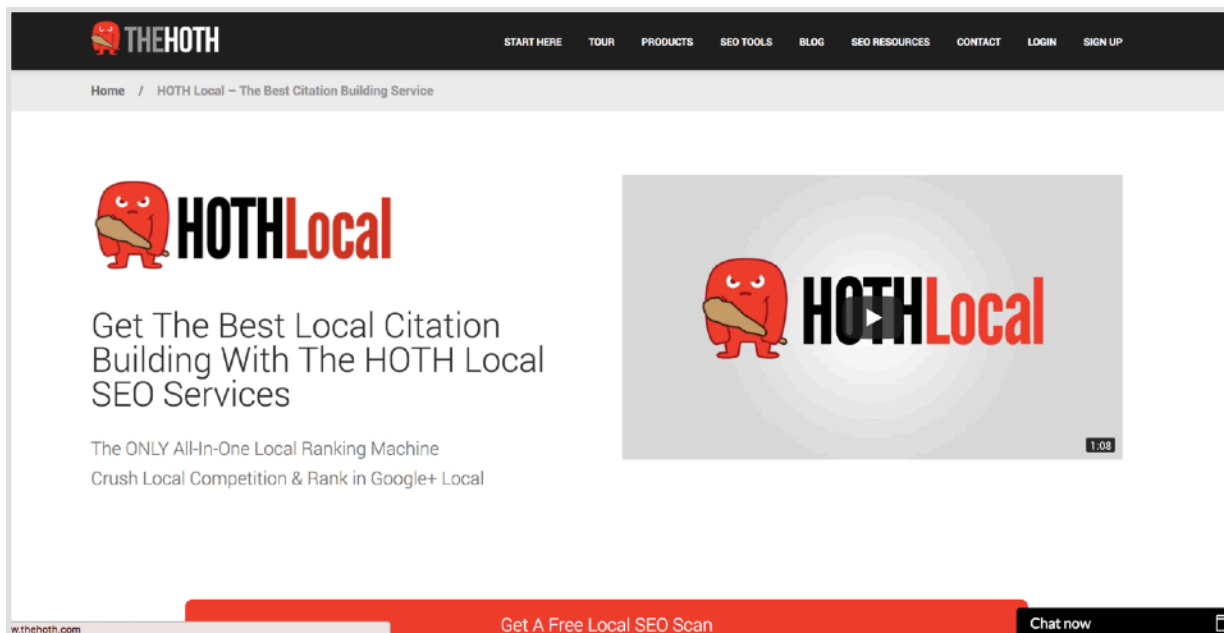 THEHOTH
START HERE TOUR PRODUCTS SEO TOOLS BLOG SEO RESOURCES CONTACT LOGIN SIGN UP
Home / HOTH Local – The Best Citation Building Service
HOTHLocal
Get The Best Local Citation
Building With The HOTH Local
SEO Services
The ONLY All-In-One Local Ranking Machine
Crush Local Competition & Rank in Google+ Local
HOTHLocal
1:08
Get A Free Local SEO Scan
Chat now
w.thehoth.com